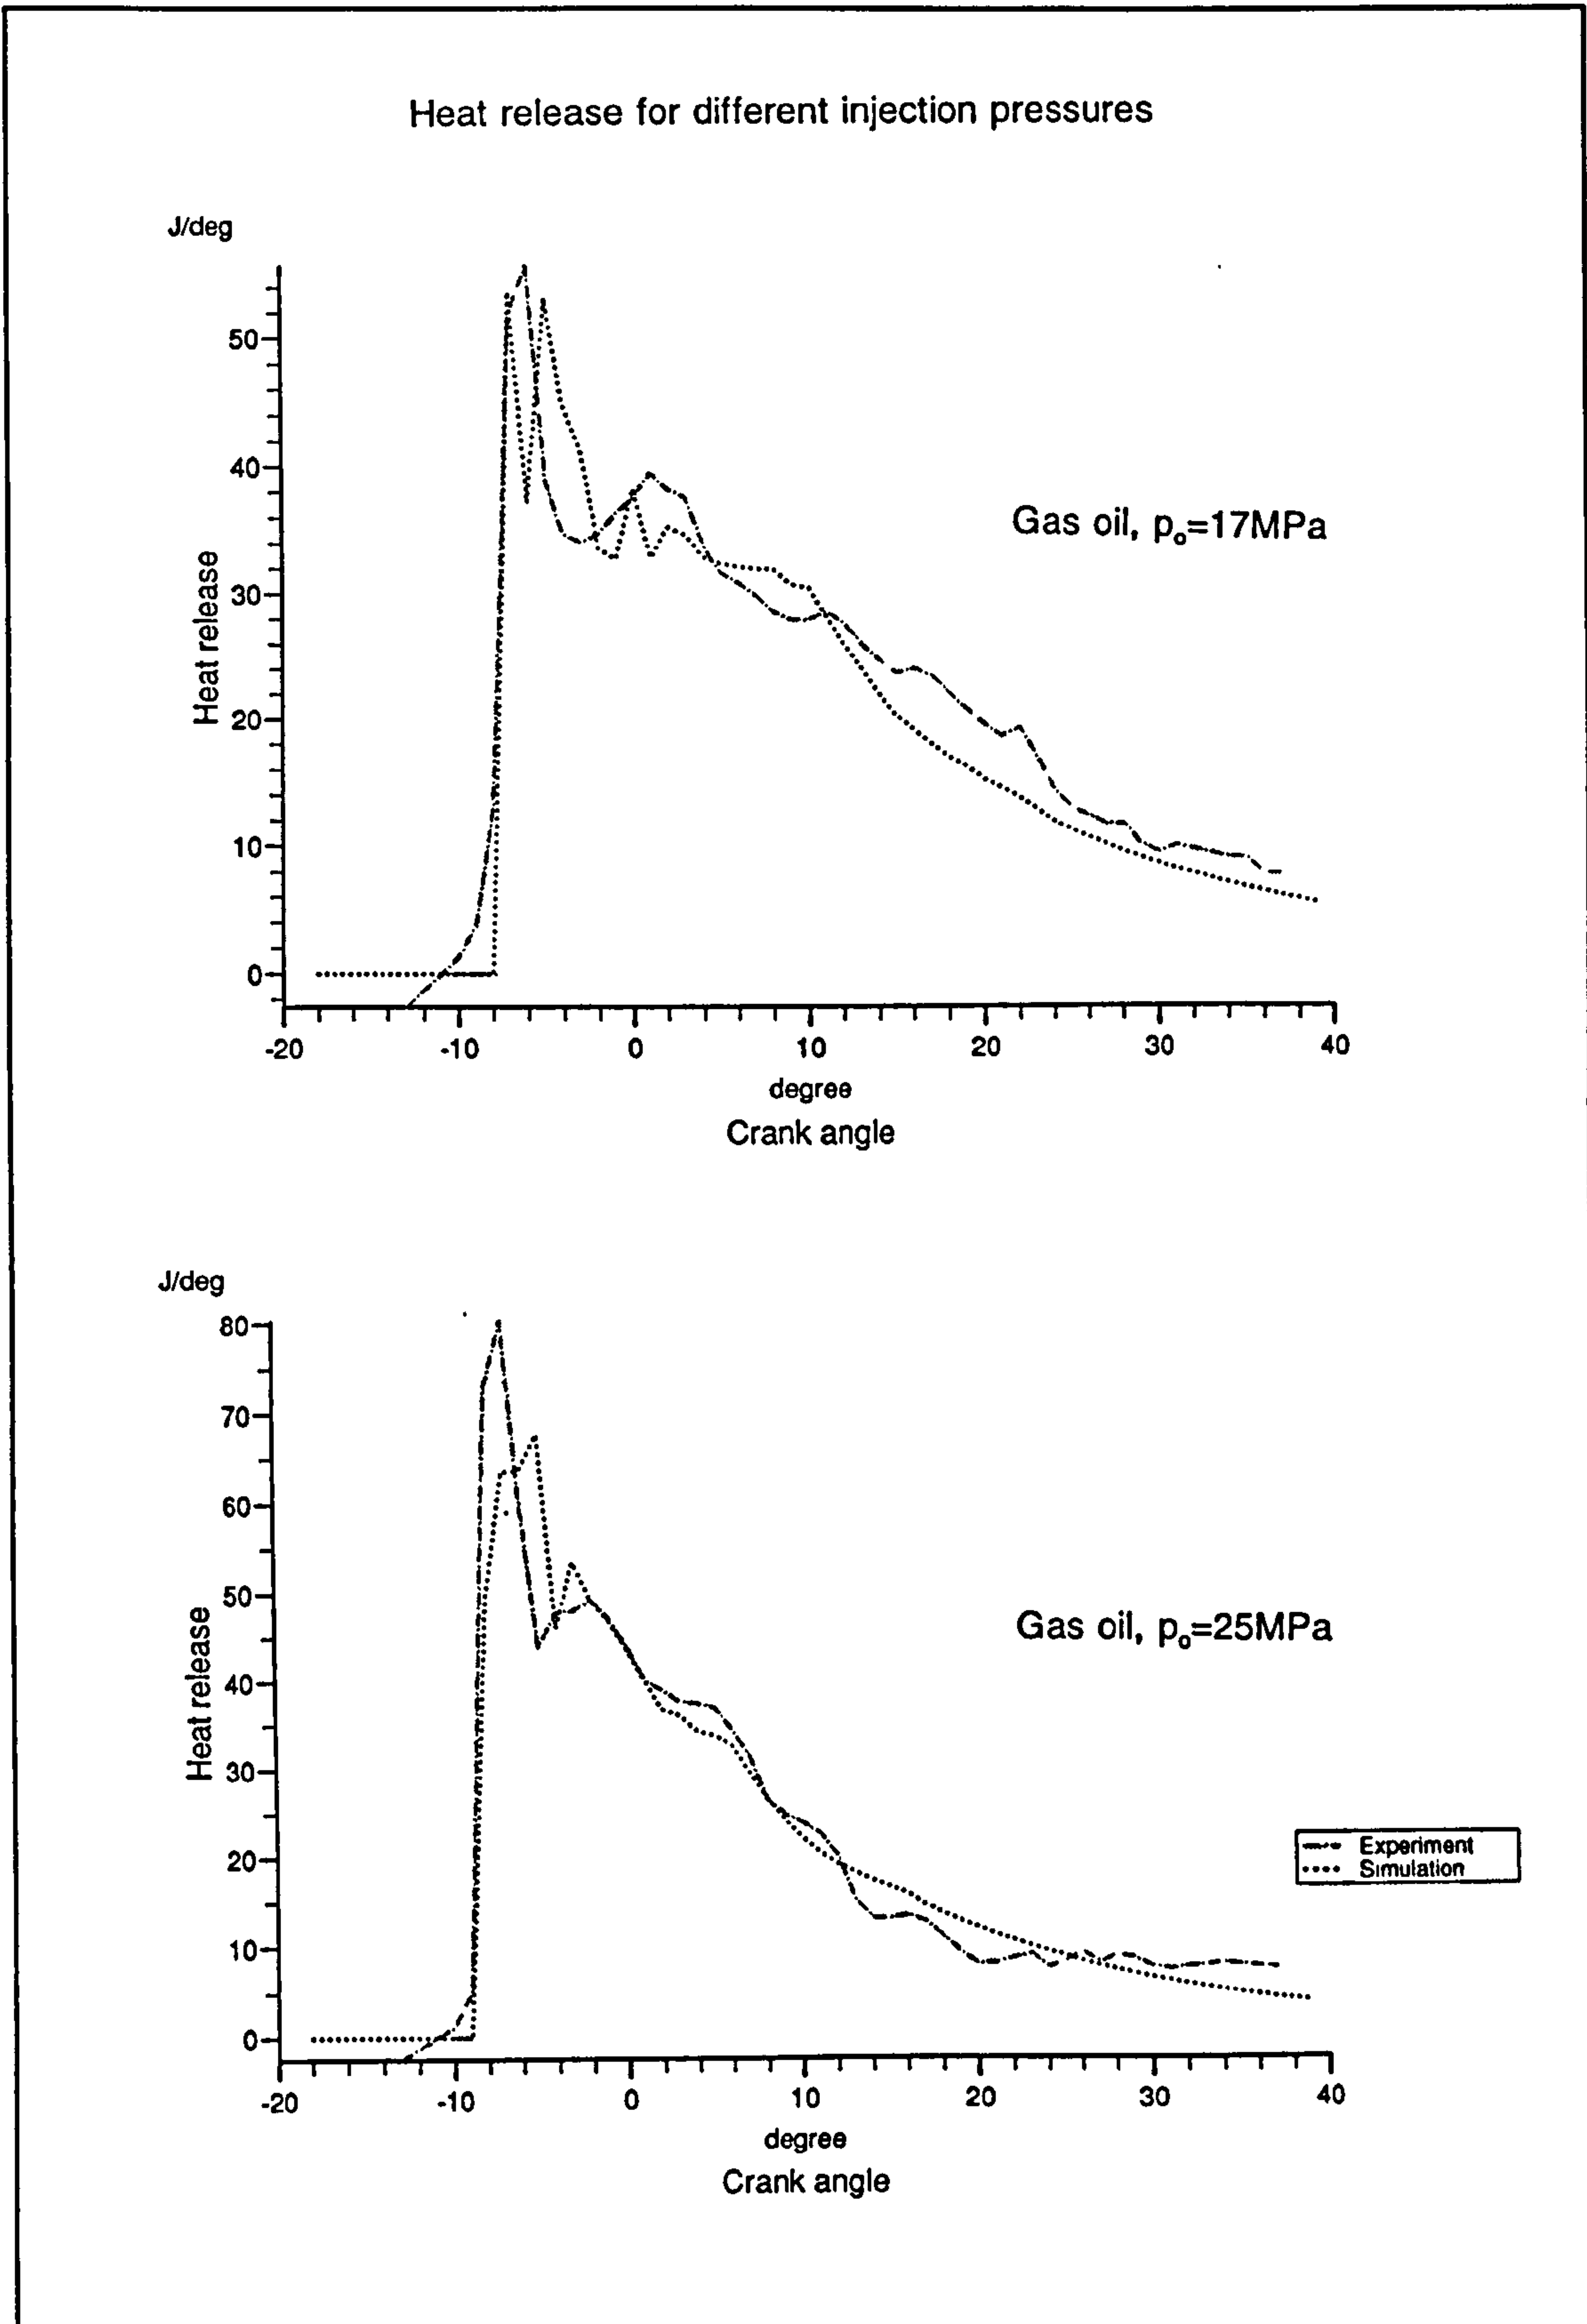 Heat release for different injection pressures
J/deg
50
40
30
20
10
0
Heat release
Gas oil, pₒ=17MPa
-20 -10 0 10 20 30 40
degree
Crank angle
J/deg
80
70
60
50
40
30
20
10
0
Heat release
Gas oil, pₒ=25MPa
Experiment
Simulation
-20 -10 0 10 20 30 40
degree
Crank angle